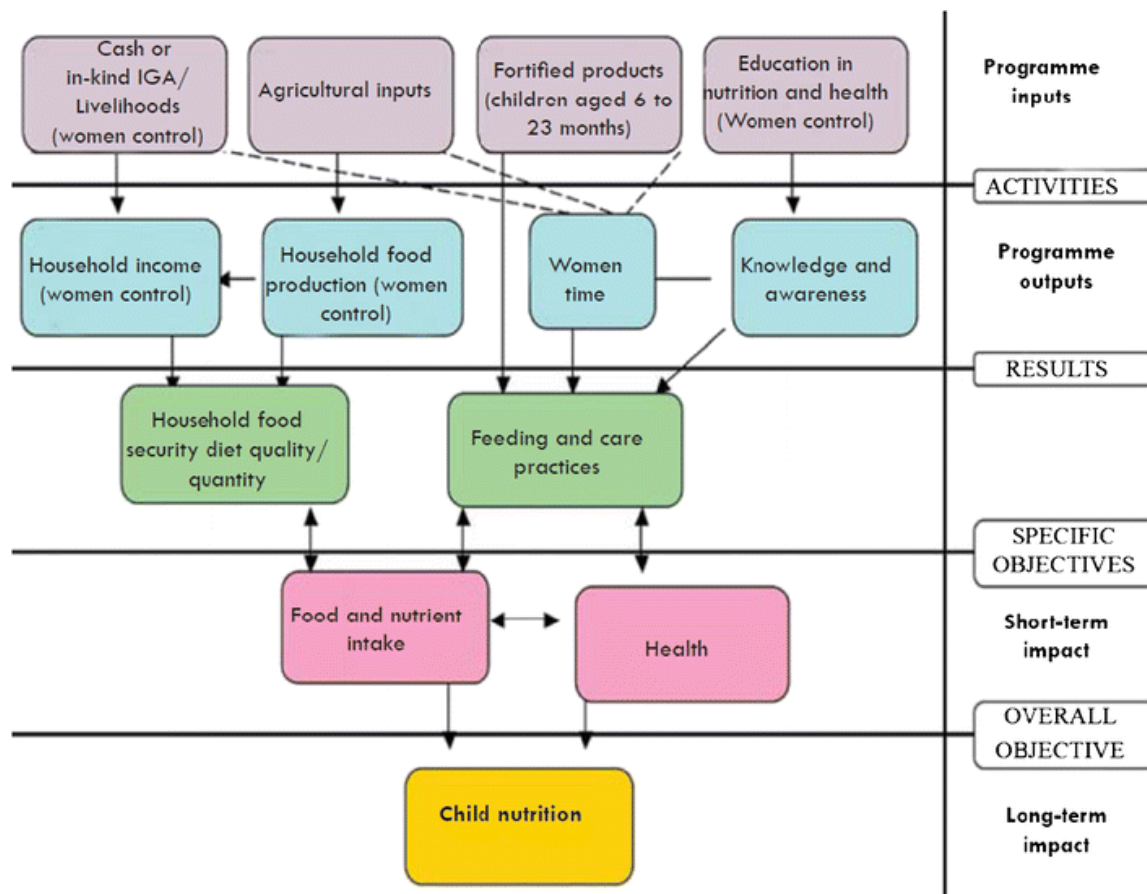 Cash or
in-kind IGA/
Livelihoods
(women control)
Agricultural inputs
Fortified products
(children aged 6 to
23 months)
Education in
nutrition and health
(Women control)
Programme
inputs
ACTIVITIES
Household income
(women control)
Household food
production (women
control)
Women
time
Knowledge and
awareness
Programme
outputs
RESULTS
Household food
security diet quality/
quantity
Feeding and care
practices
SPECIFIC
OBJECTIVES
Food and nutrient
intake
Health
Short-term
impact
OVERALL
OBJECTIVE
Child nutrition
Long-term
impact